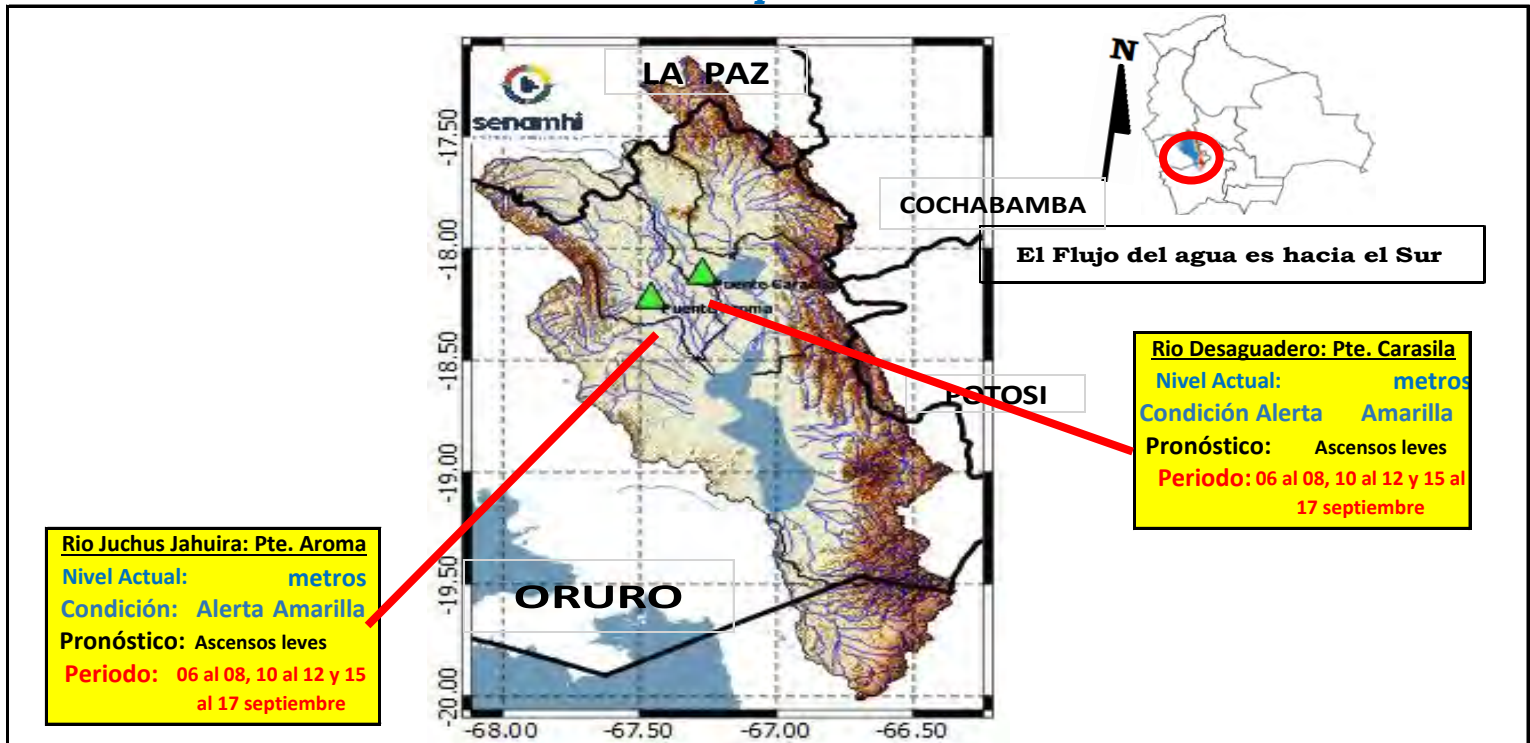 LA PAZ
senamhi
N
COCHABAMBA
El Flujo del agua es hacia el Sur
-17.50
-18.00
-18.50
-19.00
-19.50
-20.00
Puente
Puente
POTOSI
Rio Desaguadero: Pte. Carasila
Nivel Actual: metros
Condición Alerta Amarilla
Pronóstico: Ascensos leves
Periodo: 06 al 08, 10 al 12 y 15 al
17 septiembre
Rio Juchus Jahuira: Pte. Aroma
Nivel Actual: metros
Condición: Alerta Amarilla
Pronóstico: Ascensos leves
Periodo: 06 al 08, 10 al 12 y 15
al 17 septiembre
ORURO
-68.00 -67.50 -67.00 -66.50